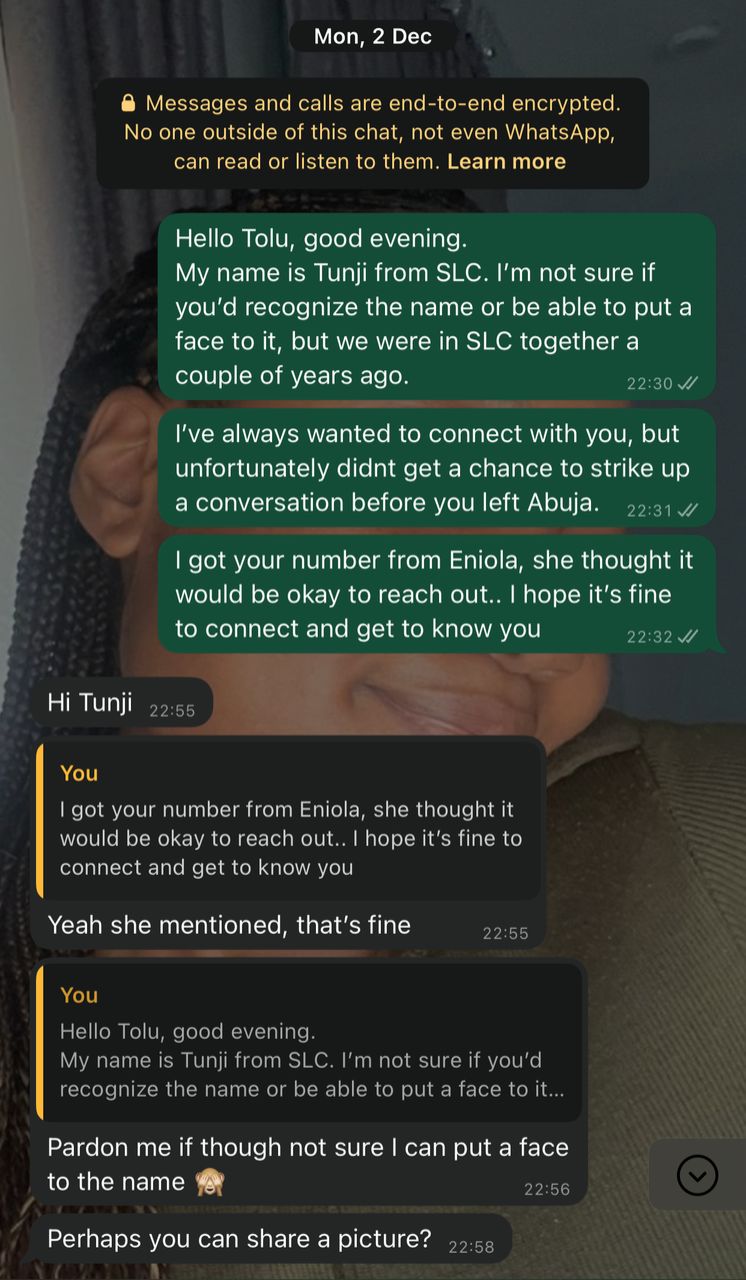 Mon, 2 Dec
🔒 Messages and calls are end-to-end encrypted.
No one outside of this chat, not even WhatsApp,
can read or listen to them. Learn more
Hello Tolu, good evening.
My name is Tunji from SLC. I’m not sure if
you’d recognize the name or be able to put a
face to it, but we were in SLC together a
couple of years ago.
22:30
I’ve always wanted to connect with you, but
unfortunately didnt get a chance to strike up
a conversation before you left Abuja.
22:31
I got your number from Eniola, she thought it
would be okay to reach out.. I hope it’s fine
to connect and get to know you
22:32
Hi Tunji
22:55
You
I got your number from Eniola, she thought it
would be okay to reach out.. I hope it’s fine to
connect and get to know you
Yeah she mentioned, that’s fine
22:55
You
Hello Tolu, good evening.
My name is Tunji from SLC. I’m not sure if you’d
recognize the name or be able to put a face to it...
Pardon me if though not sure I can put a face
to the name 🙈
22:56
Perhaps you can share a picture?
22:58